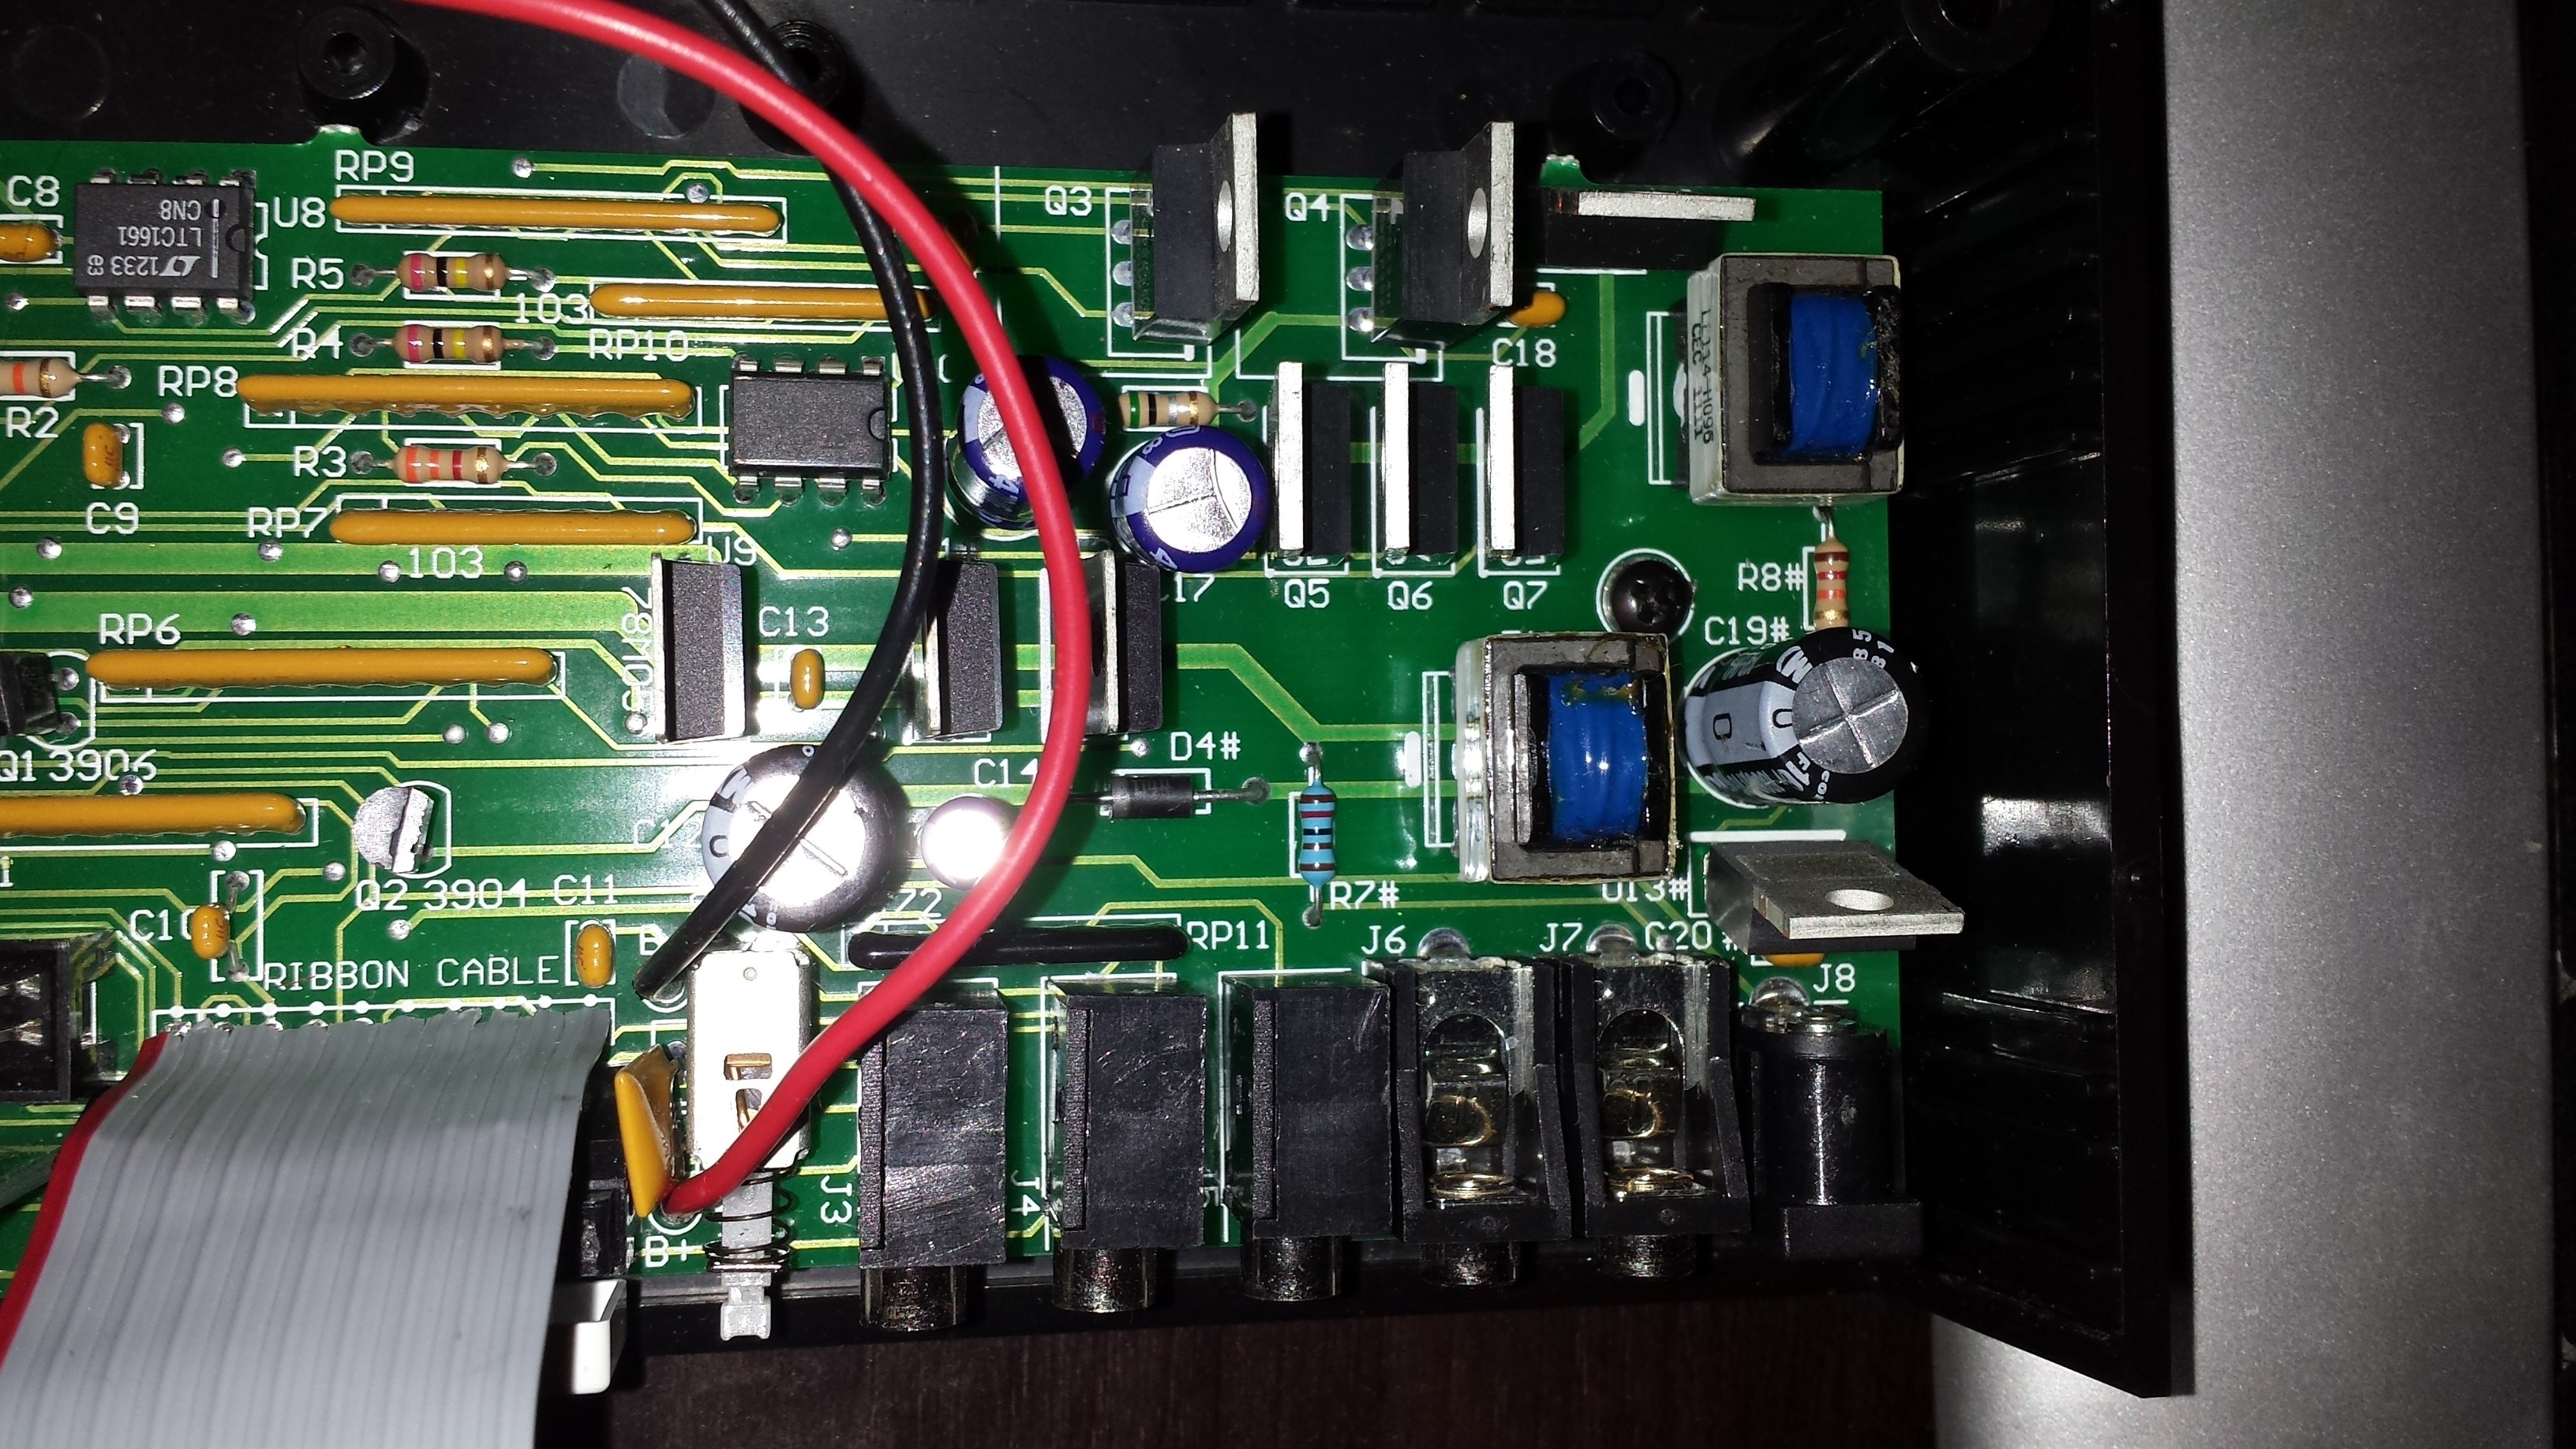 RP9
C8
U8
LTC1661
CN8
1233
e3
Q3
Q4
R5
103
R4
RP10
C18
RP8
R2
R3
C9
RP7
U9
103
Q5
Q6
Q7
R8#
RP6
C13
C19#
Q1 3906
D4#
C14
R7#
Q2 3904
C11
C10
RP11
J6
J7
C20 #
J8
RIBBON CABLE
J3
J4
B+